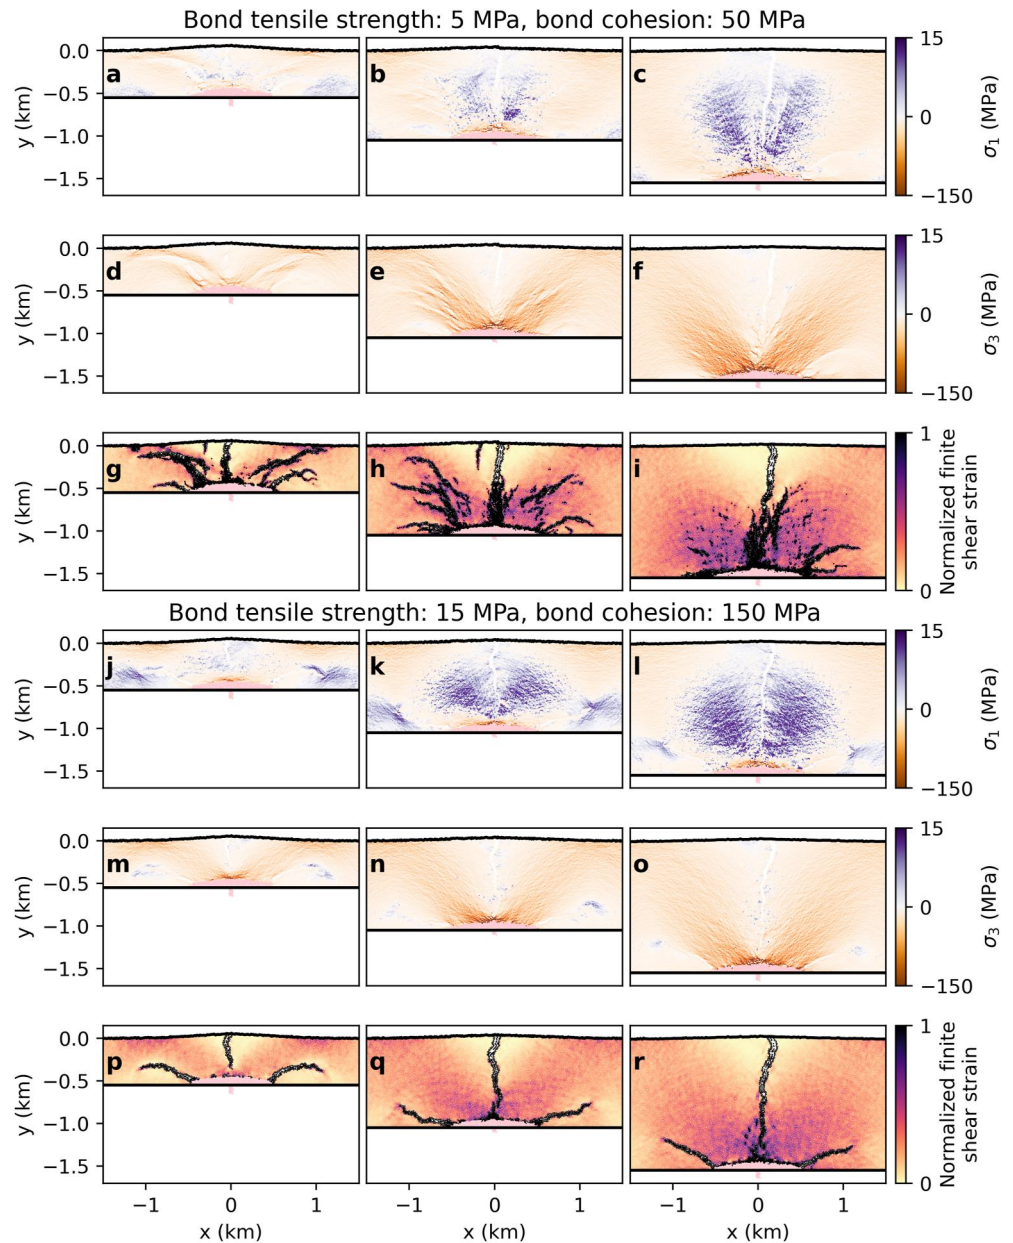 Bond tensile strength: 5 MPa, bond cohesion: 50 MPa
0.0
−0.5
−1.0
−1.5
y (km)
a
b
c
15
0
−150
σ1 (MPa)
0.0
−0.5
−1.0
−1.5
y (km)
d
e
f
15
0
−150
σ3 (MPa)
0.0
−0.5
−1.0
−1.5
y (km)
g
h
i
1
0
Normalized finite
shear strain
Bond tensile strength: 15 MPa, bond cohesion: 150 MPa
0.0
−0.5
−1.0
−1.5
y (km)
j
k
l
15
0
−150
σ1 (MPa)
0.0
−0.5
−1.0
−1.5
y (km)
m
n
o
15
0
−150
σ3 (MPa)
0.0
−0.5
−1.0
−1.5
y (km)
p
q
r
1
0
Normalized finite
shear strain
−1 0 1
−1 0 1
−1 0 1
x (km)
x (km)
x (km)